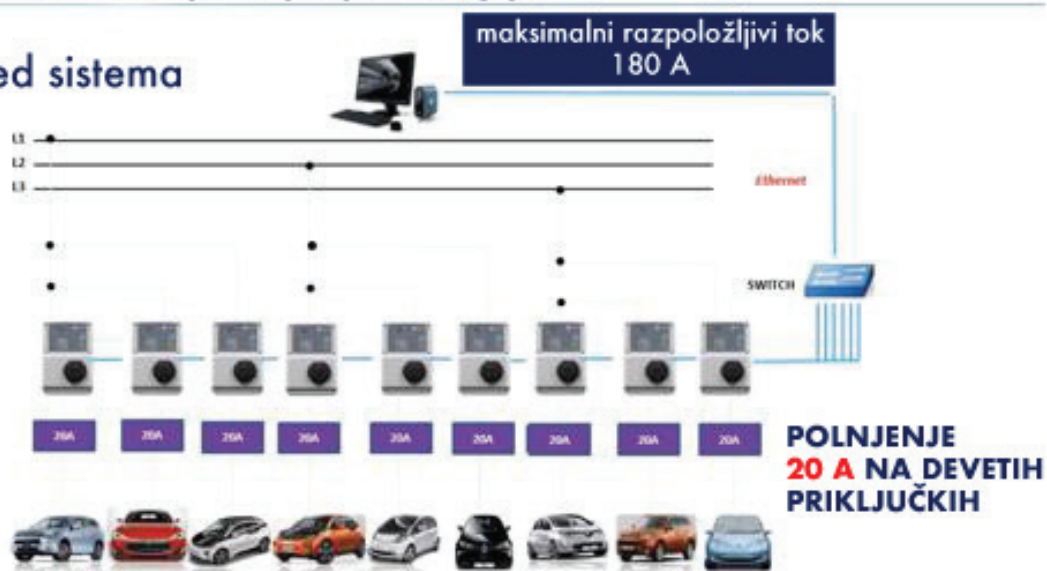 maksimalni razpoložljivi tok
180 A
ed sistema
L1
L2
L3
Ethernet
SWITCH
20A 20A 20A 20A 20A 20A 20A 20A 20A
POLNJENJE
20 A NA DEVETIH
PRIKLJUČKIH